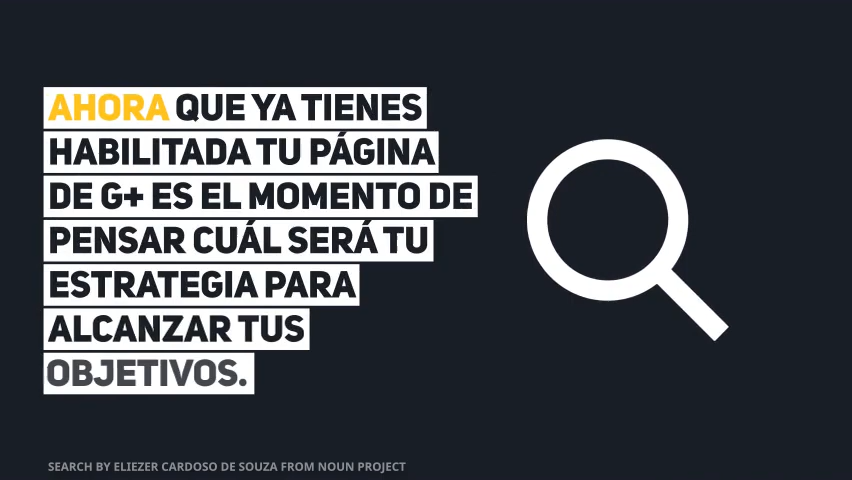 AHORA QUE YA TIENES
HABILITADA TU PÁGINA
DE G+ ES EL MOMENTO DE
PENSAR CUÁL SERÁ TU
ESTRATEGIA PARA
ALCANZAR TUS
OBJETIVOS.
SEARCH BY ELIEZER CARDOSO DE SOUZA FROM NOUN PROJECT